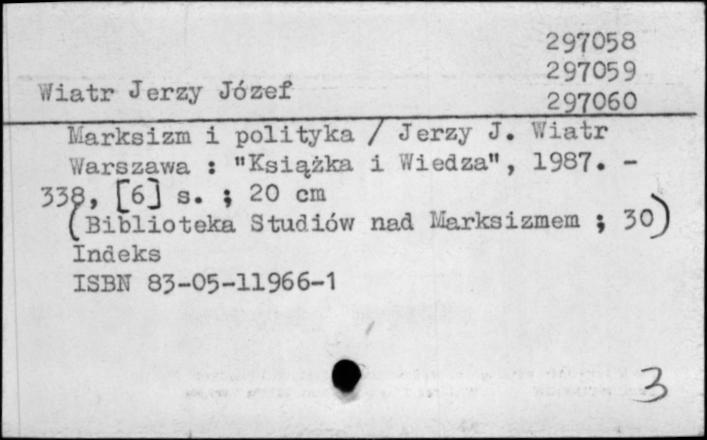 297058
297059
Wiatr Jerzy Józef
297060
Marksizm i polityka / Jerzy J. Wiatr
Warszawa : "Książka i Wiedza", 1987. -
338, [6] s. ; 20 cm
(Biblioteka Studiów nad Marksizmem ; 30)
Indeks
ISBN 83-05-11966-1
3